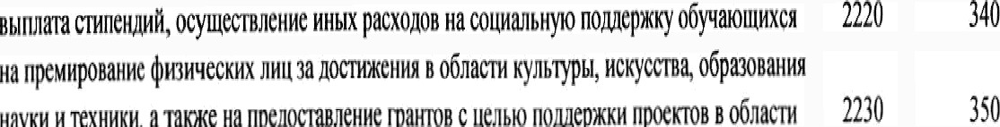 выплата стипендий, осуществление иных расходов на социальную поддержку обучающихся 2220 340
на премирование физических лиц за достижения в области культуры, искусства, образования
науки и техники, а также на предоставление грантов с целью поддержки проектов в области 2230 350